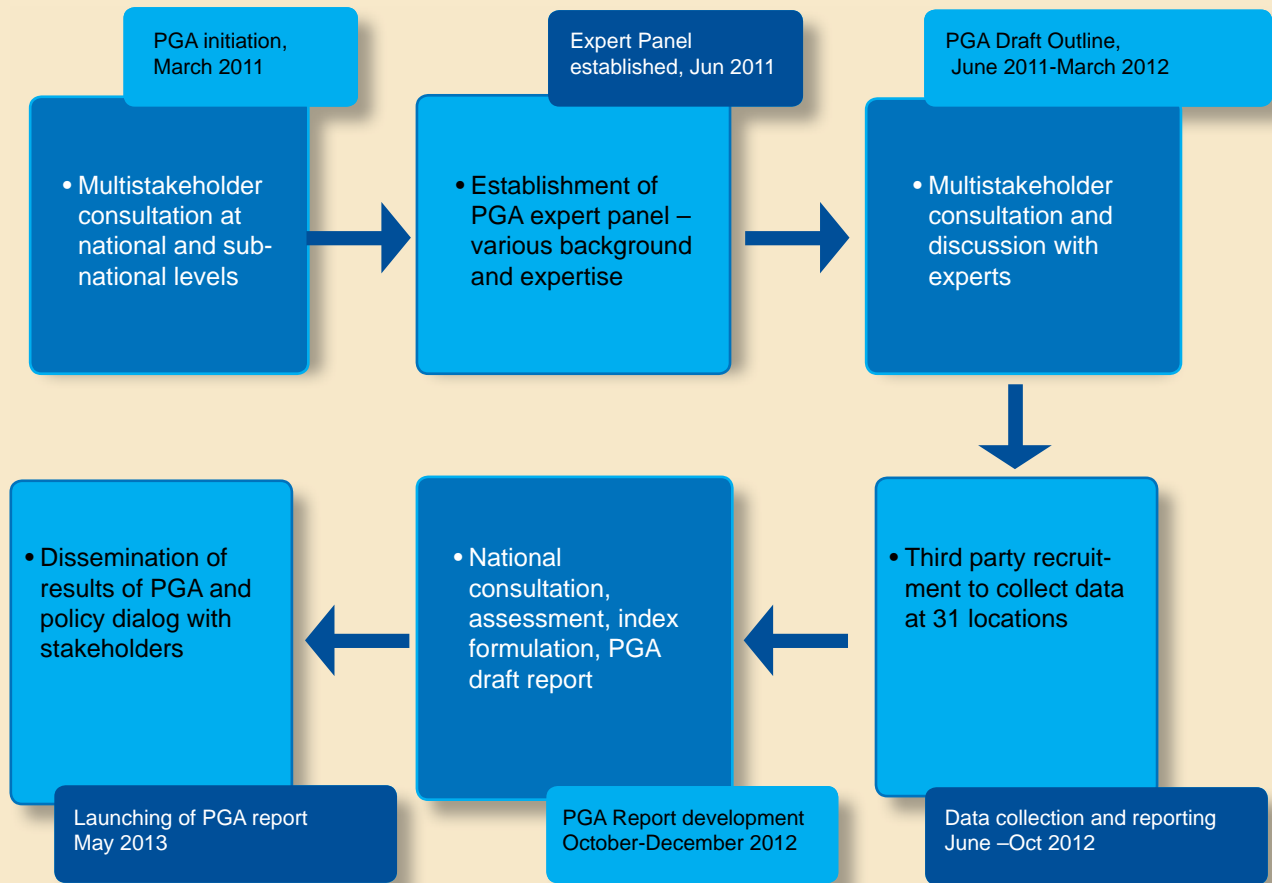 PGA initiation,
March 2011
• Multistakeholder
consultation at
national and sub-
national levels
Expert Panel
established, Jun 2011
• Establishment of
PGA expert panel –
various background
and expertise
PGA Draft Outline,
June 2011-March 2012
• Multistakeholder
consultation and
discussion with
experts
• Third party recruit-
ment to collect data
at 31 locations
Data collection and reporting
June –Oct 2012
• National
consultation,
assessment, index
formulation, PGA
draft report
PGA Report development
October-December 2012
• Dissemination of
results of PGA and
policy dialog with
stakeholders
Launching of PGA report
May 2013